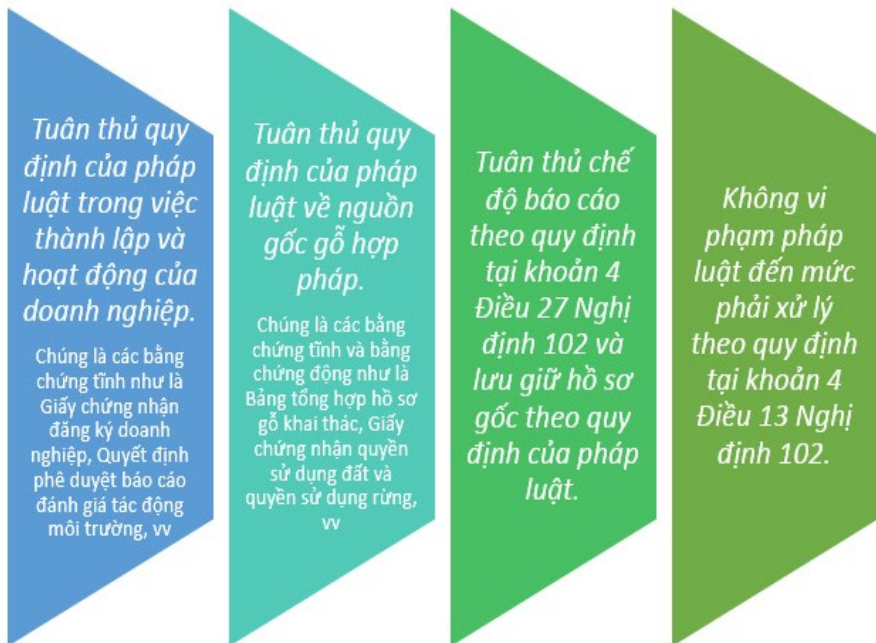 Tuân thủ quy
định của pháp
luật trong việc
thành lập và
hoạt động của
doanh nghiệp.
Chúng là các bằng
chứng tĩnh như là
Giấy chứng nhận
đăng ký doanh
nghiệp, Quyết định
phê duyệt báo cáo
đánh giá tác động
môi trường, vv
Tuân thủ quy
định của pháp
luật về nguồn
gốc gỗ hợp
pháp.
Chúng là các bằng
chứng tĩnh và bằng
chứng động như là
Bảng tổng hợp hồ sơ
gỗ khai thác, Giấy
chứng nhận quyền
sử dụng đất và
quyền sử dụng rừng,
vv
Tuân thủ chế
độ báo cáo
theo quy định
tại khoản 4
Điều 27 Nghị
định 102 và
lưu giữ hồ sơ
gốc theo quy
định của pháp
luật.
Không vi
phạm pháp
luật đến mức
phải xử lý
theo quy định
tại khoản 4
Điều 13 Nghị
định 102.